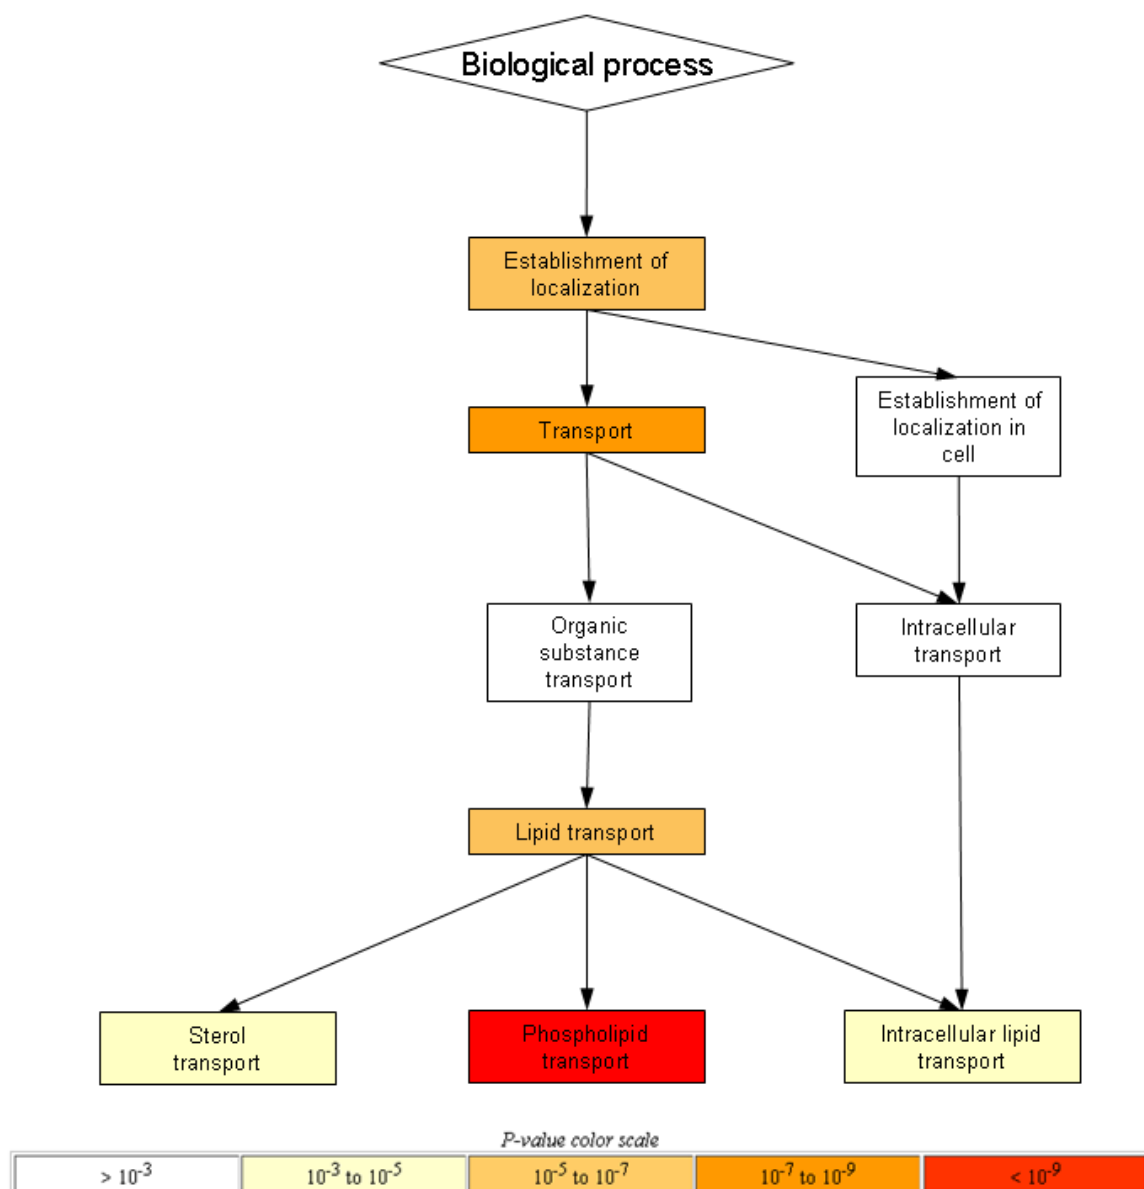 Biological process
Establishment of
localization
Establishment of
localization in
cell
Transport
Organic
substance
transport
Intracellular
transport
Lipid transport
Sterol
transport
Phospholipid
transport
Intracellular lipid
transport
P-value color scale
> 10⁻³ 10⁻³ to 10⁻⁵ 10⁻⁵ to 10⁻⁷ 10⁻⁷ to 10⁻⁹ < 10⁻⁹